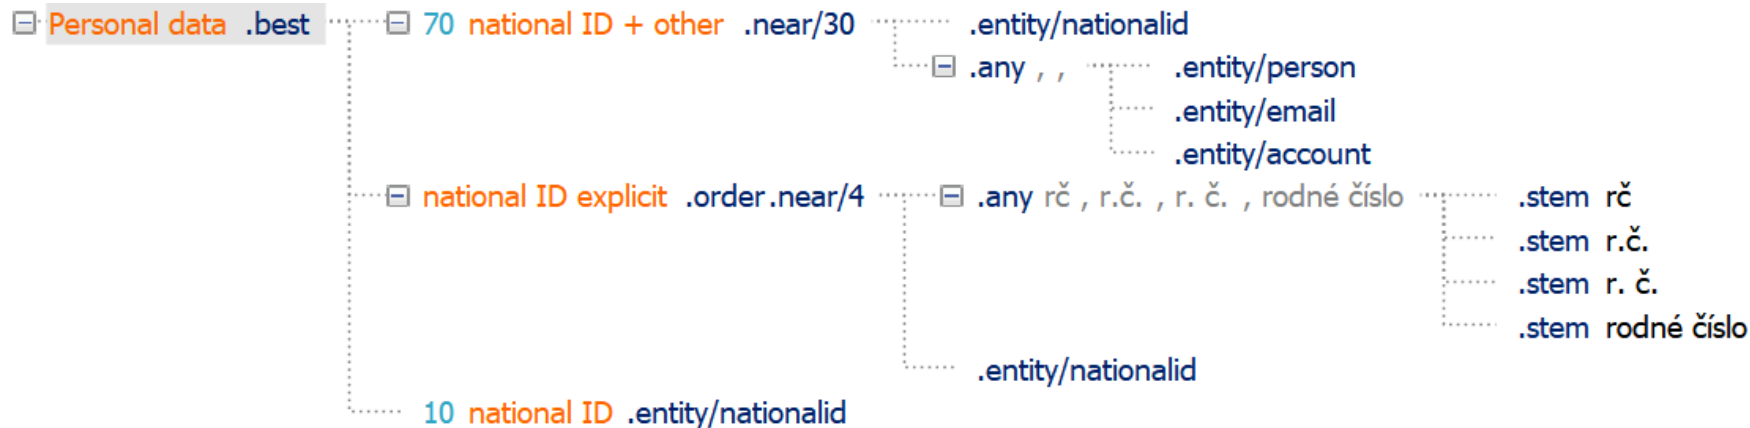 Personal data .best 70 national ID + other .near/30 .entity/nationalid
.any , , .entity/person
.entity/email
.entity/account
national ID explicit .order.near/4 .any rč , r.č. , r. č. , rodné číslo .stem rč
.stem r.č.
.stem r. č.
.stem rodné číslo
.entity/nationalid
10 national ID .entity/nationalid